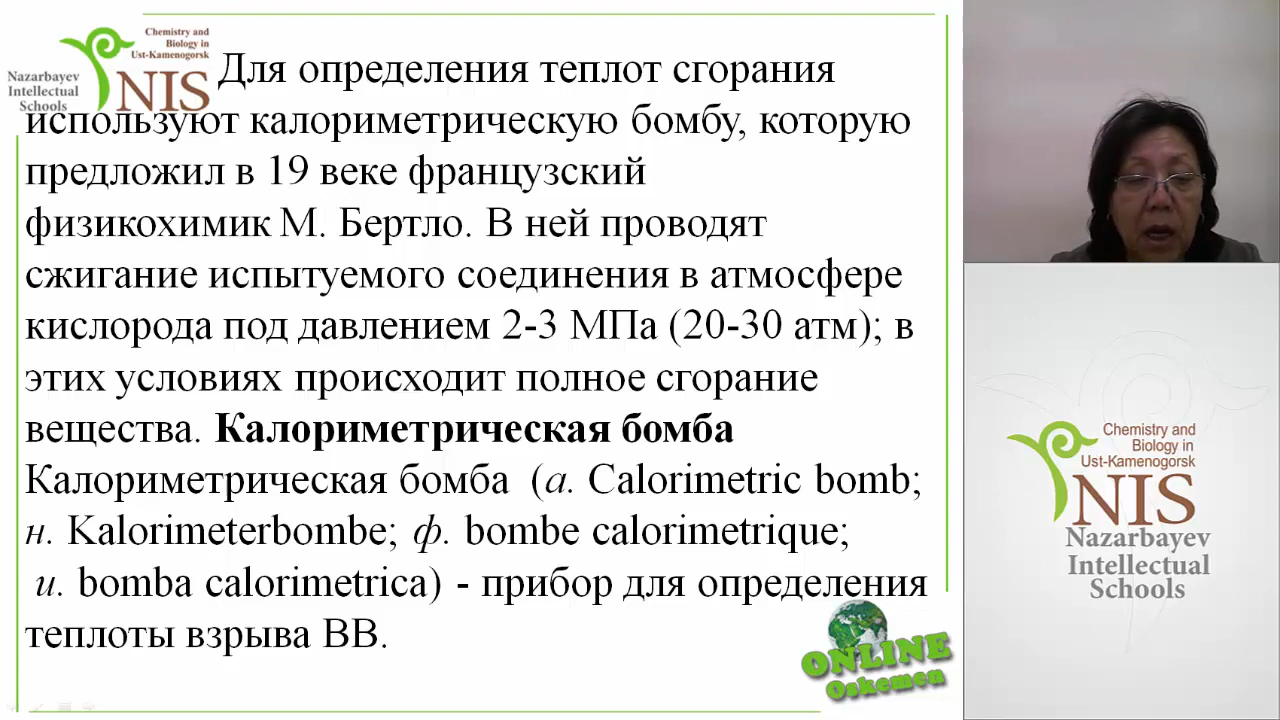 Chemistry and
Biology in
Ust-Kamenogorsk
Nazarbayev
Intellectual
Schools
NIS
Для определения теплот сгорания
используют калориметрическую бомбу, которую
предложил в 19 веке французский
физикохимик М. Бертло. В ней проводят
сжигание испытуемого соединения в атмосфере
кислорода под давлением 2-3 МПа (20-30 атм); в
этих условиях происходит полное сгорание
вещества. Калориметрическая бомба
Калориметрическая бомба (а. Calorimetric bomb;
н. Kalorimeterbombe; ф. bombe calorimetrique;
и. bomba calorimetrica) - прибор для определения
теплоты взрыва ВВ.
ONLINE
Oskemen
Chemistry and
Biology in
Ust-Kamenogorsk
NIS
Nazarbayev
Intellectual
Schools